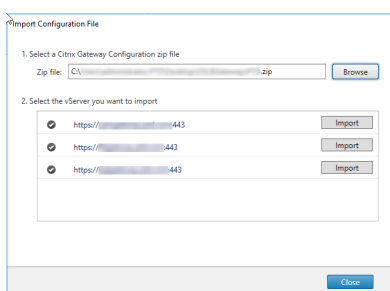 Import Configuration File
1. Select a Citrix Gateway Configuration zip file
Zip file: C:\ .zip Browse
2. Select the vServer you want to import
https:// 443 Import
https:// :443 Import
https:// 443 Import
Close